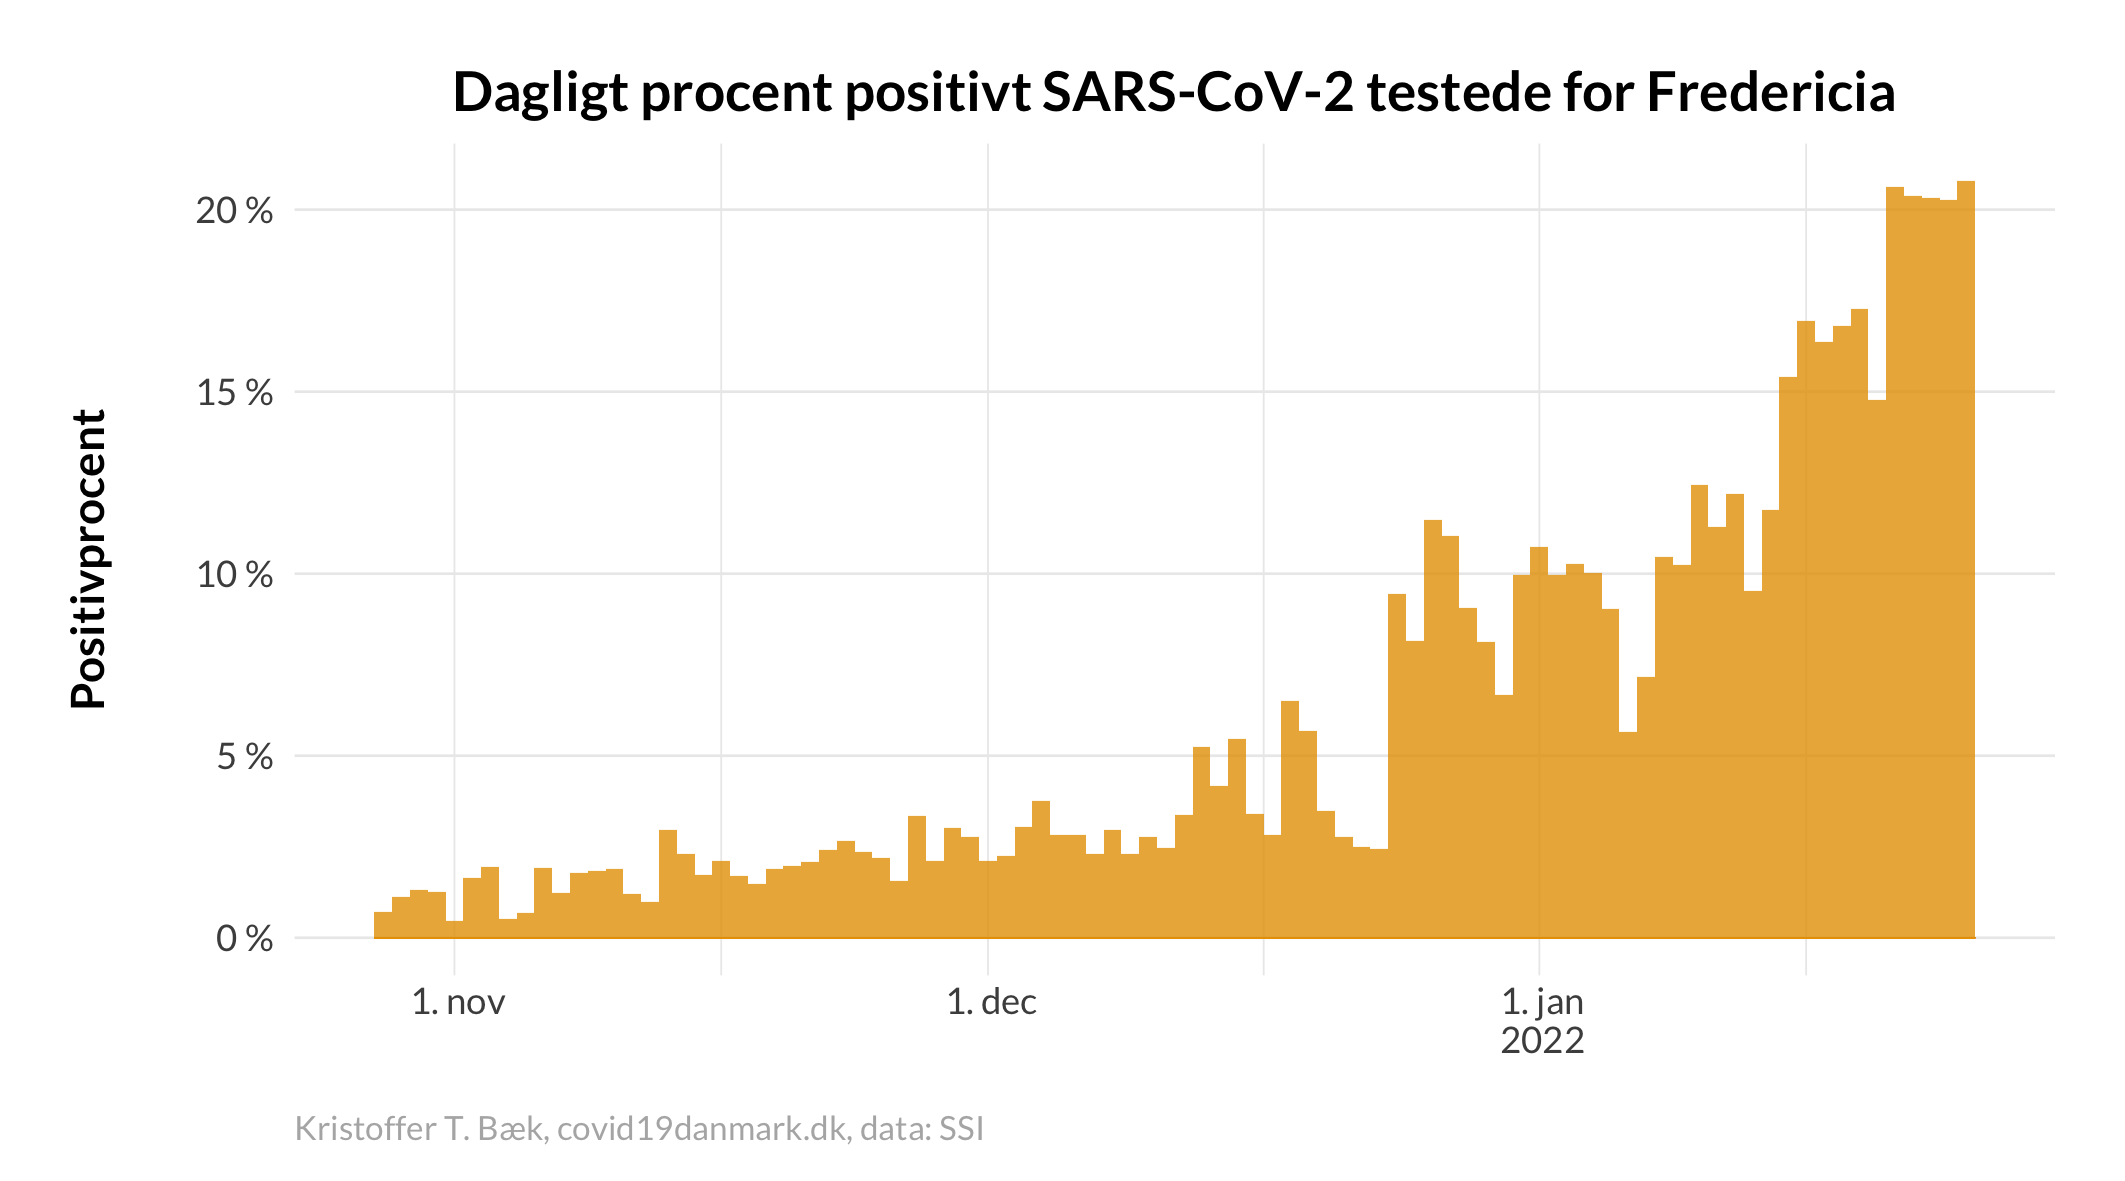 Dagligt procent positivt SARS-CoV-2 testede for Fredericia
Positivprocent
20 %
15 %
10 %
5 %
0 %
1. nov
1. dec
1. jan
2022
Kristoffer T. Bæk, covid19danmark.dk, data: SSI